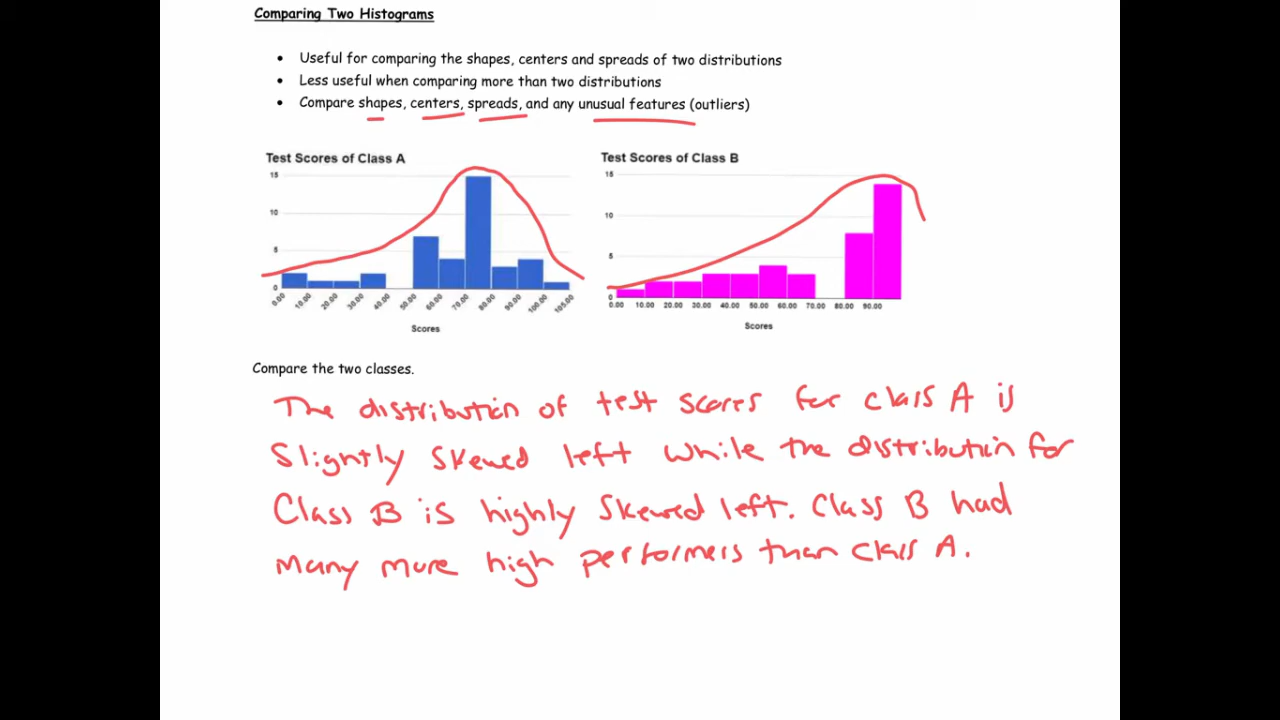 Comparing Two Histograms
• Useful for comparing the shapes, centers and spreads of two distributions
• Less useful when comparing more than two distributions
• Compare shapes, centers, spreads, and any unusual features (outliers)
Test Scores of Class A
15
10
5
0
0.00 10.00 20.00 30.00 40.00 50.00 60.00 70.00 80.00 90.00 100.00 105.00
Scores
Test Scores of Class B
15
10
5
0
0.00 10.00 20.00 30.00 40.00 50.00 60.00 70.00 80.00 90.00
Scores
Compare the two classes.
The distribution of test scores for class A is
Slightly skewed left while the distribution for
Class B is highly skewed left. Class B had
many more high performers than class A.